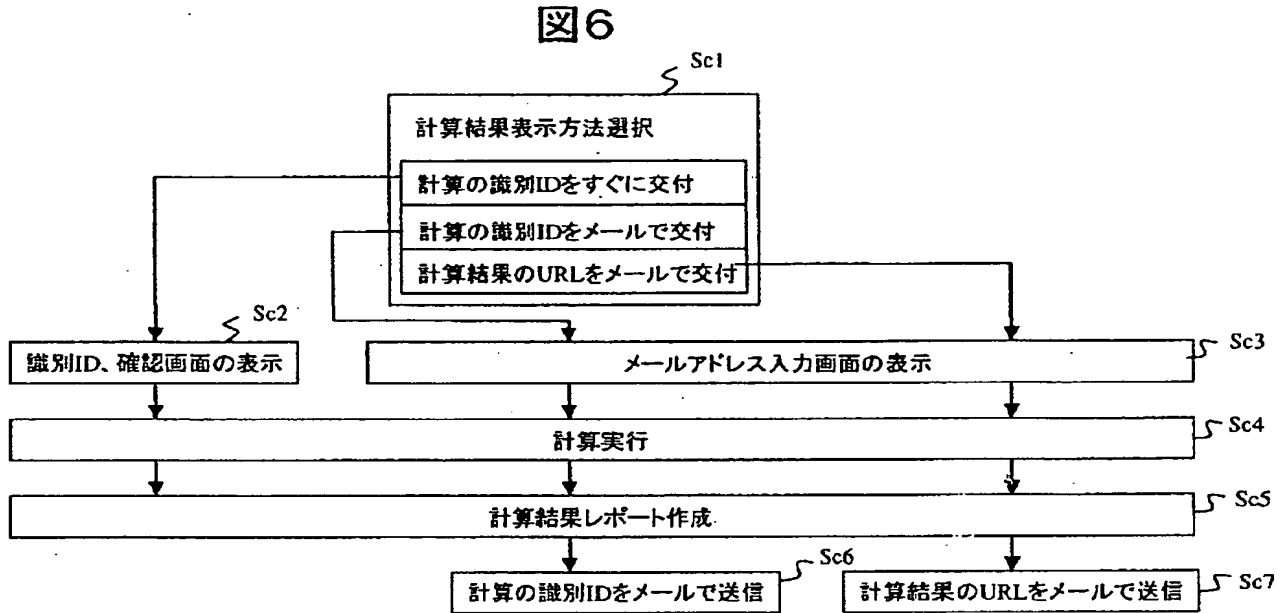 図6
Sc1
計算結果表示方法選択
計算の識別IDをすぐに交付
計算の識別IDをメールで交付
計算結果のURLをメールで交付
Sc2
識別ID、確認画面の表示
メールアドレス入力画面の表示
Sc3
計算実行
Sc4
計算結果レポート作成
Sc5
Sc6
計算の識別IDをメールで送信
計算結果のURLをメールで送信
Sc7